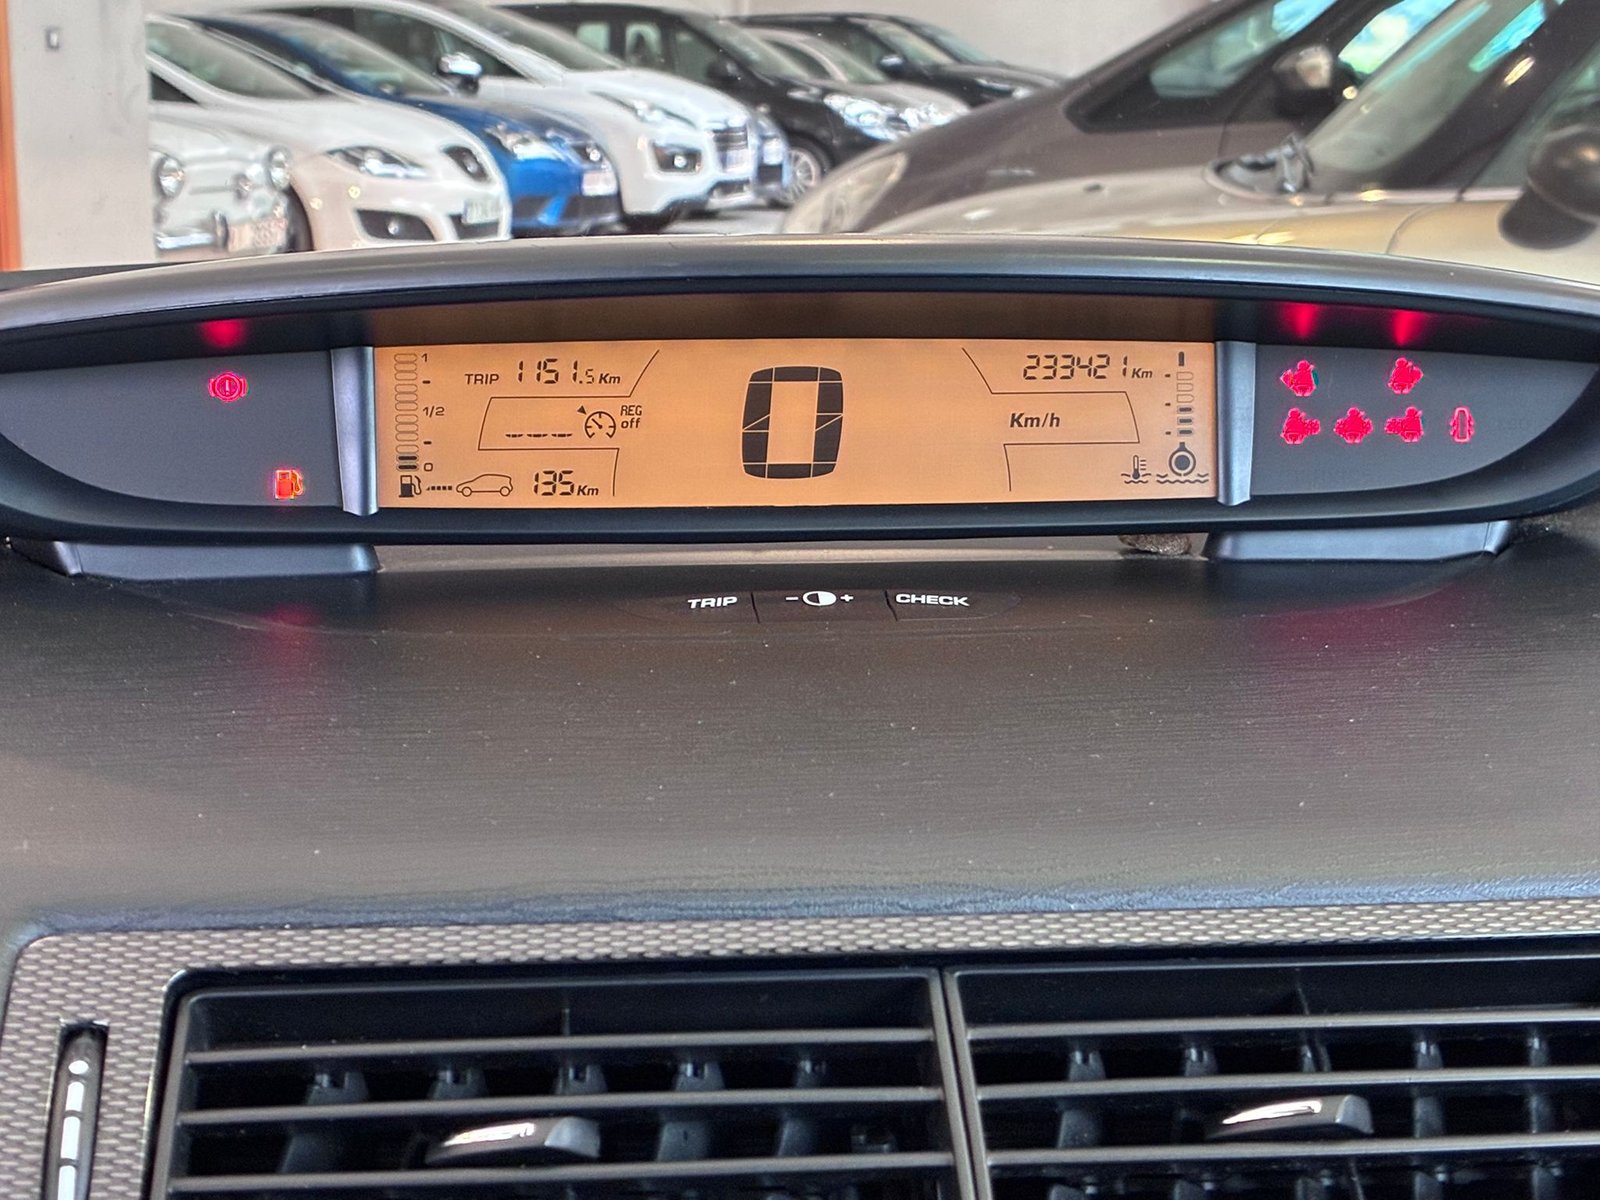 1
TRIP 1151.5 Km
233421 Km
1/2
REG
off
Km/h
0
0
135 Km
TRIP
- +
CHECK